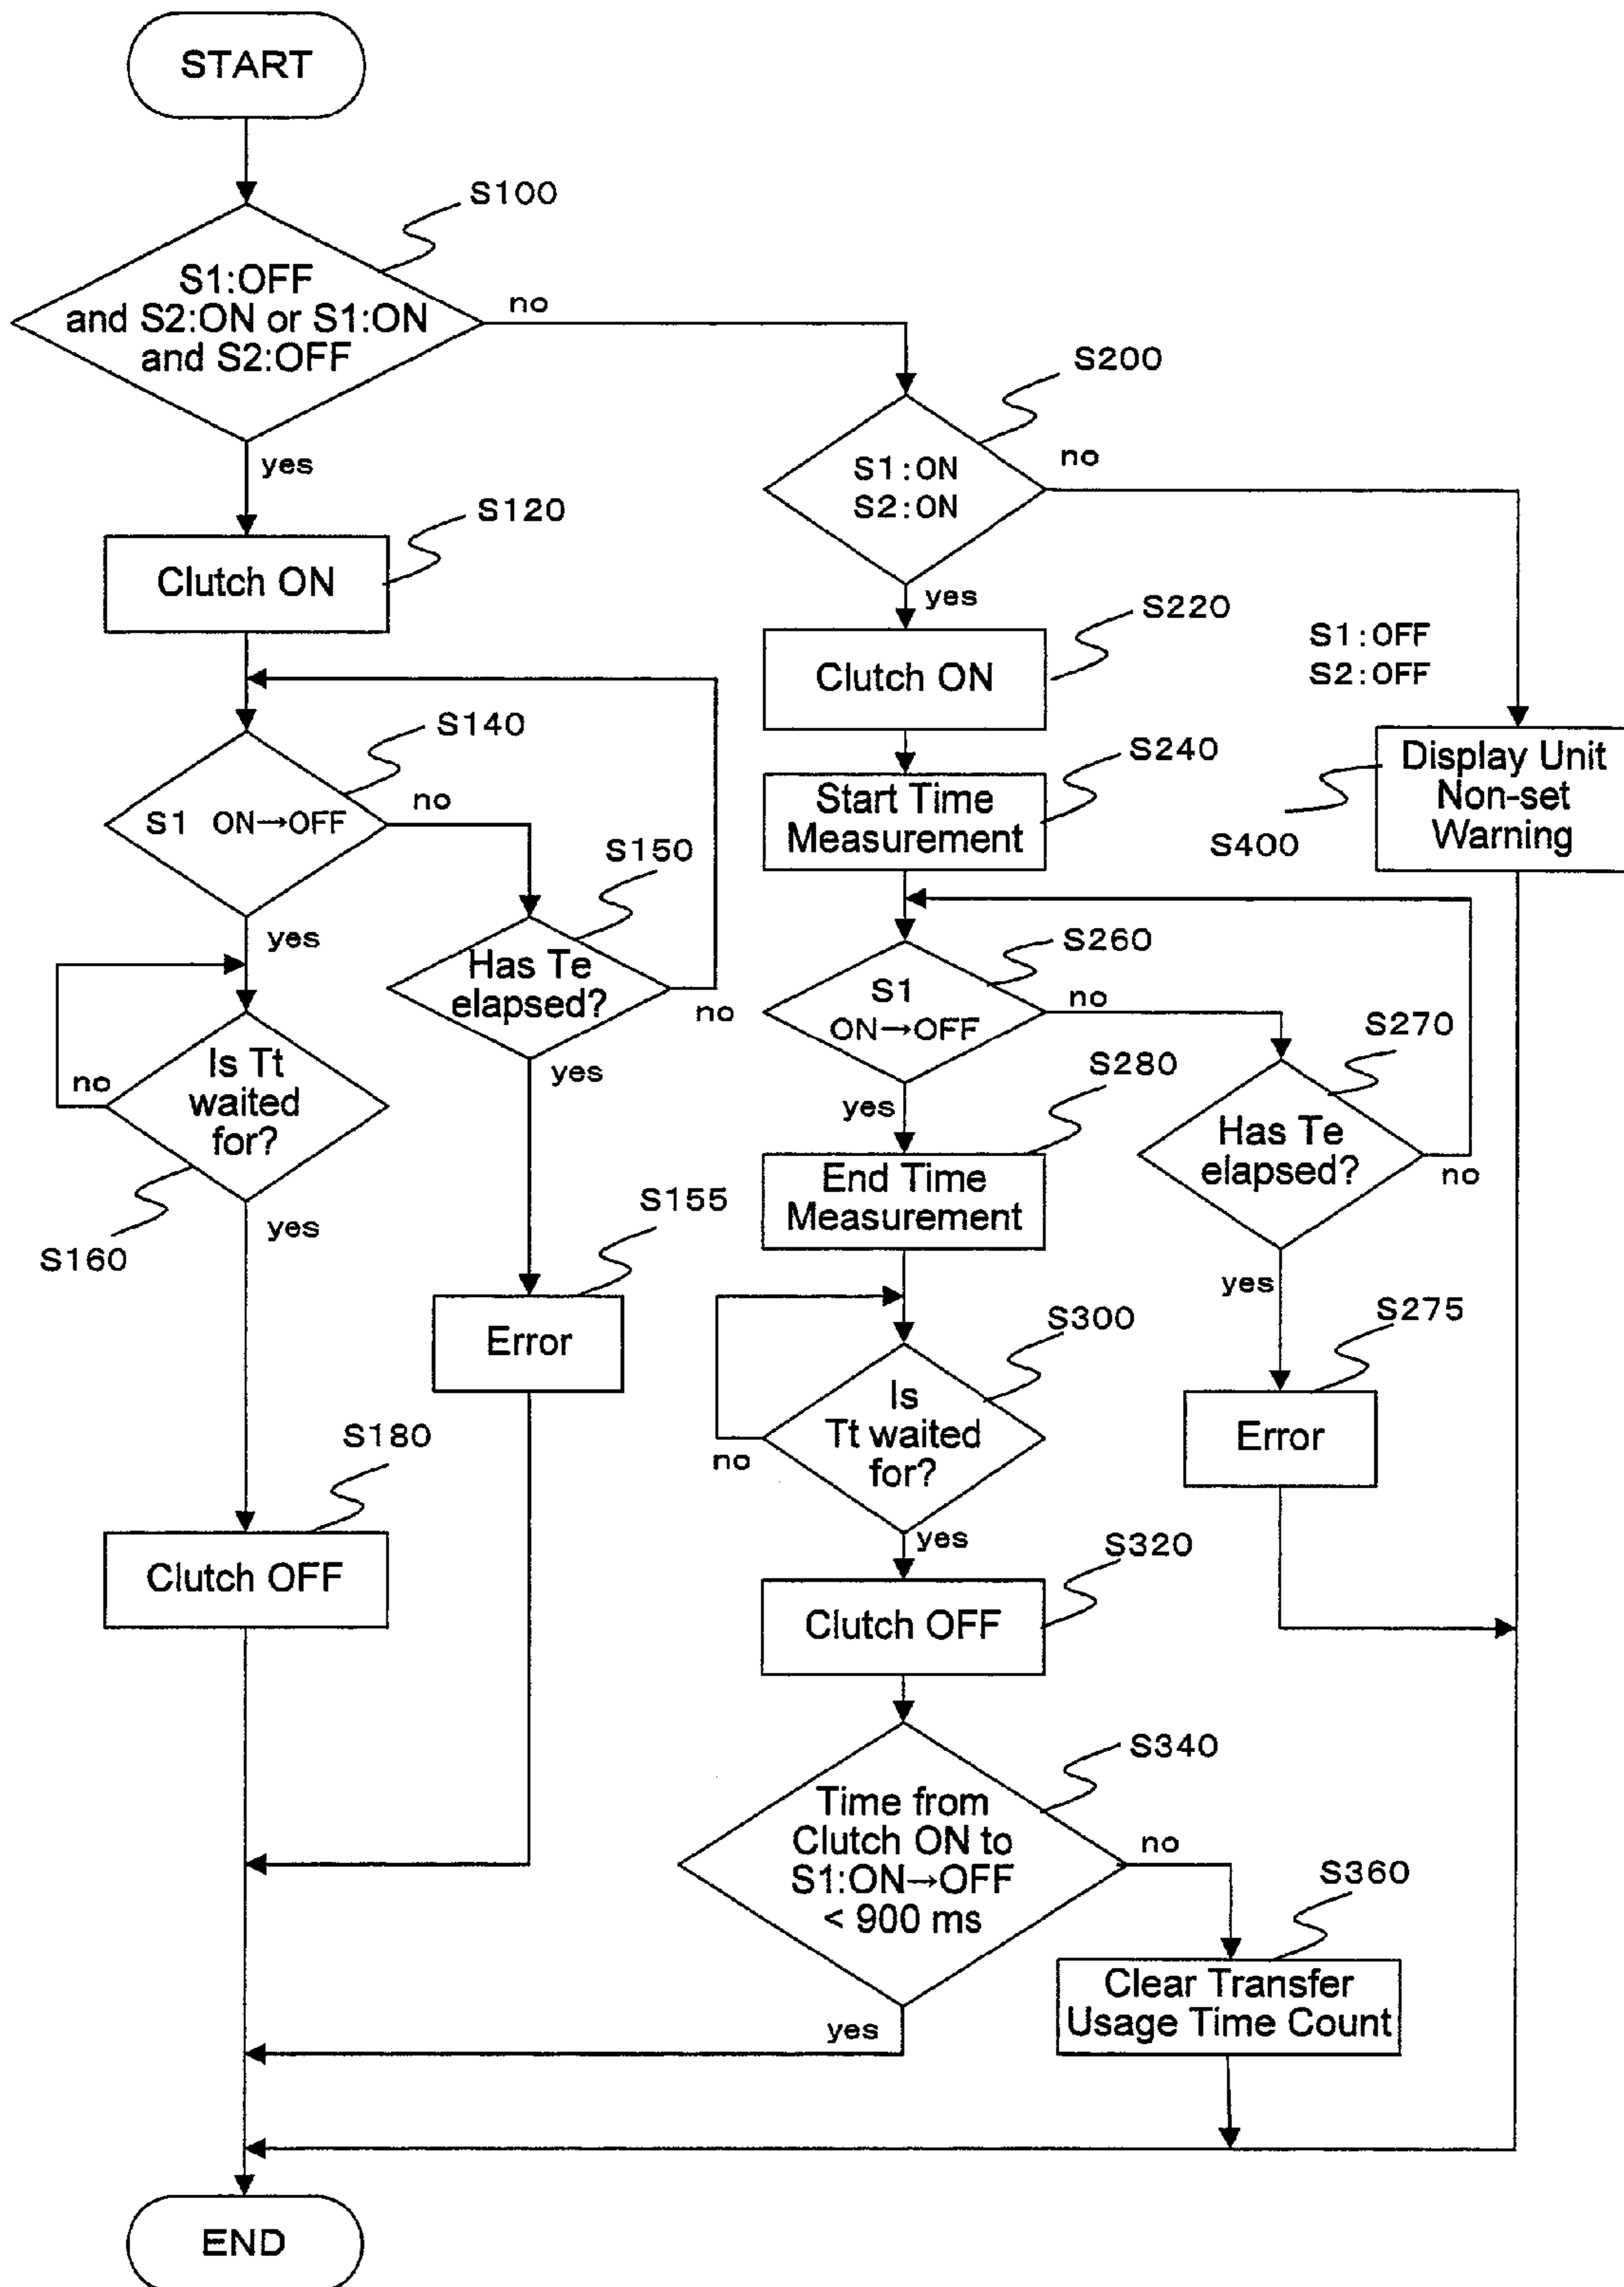 START
S100
S1:OFF
and S2:ON or S1:ON
and S2:OFF
no
yes
S200
S1:ON
S2:ON
no
yes
S120
Clutch ON
S220
Clutch ON
S1:OFF
S2:OFF
S140
S1 ON→OFF
no
yes
S240
Start Time
Measurement
Display Unit
Non-set
Warning
S400
S150
Has Te
elapsed?
no
yes
S260
S1
ON→OFF
no
yes
S270
Has Te
elapsed?
no
yes
Is Tt
waited
for?
no
S160
yes
S280
End Time
Measurement
S155
Error
S275
Error
S300
Is
Tt waited
for?
no
yes
S180
Clutch OFF
S320
Clutch OFF
S340
Time from
Clutch ON to
S1:ON→OFF
< 900 ms
no
yes
S360
Clear Transfer
Usage Time Count
END